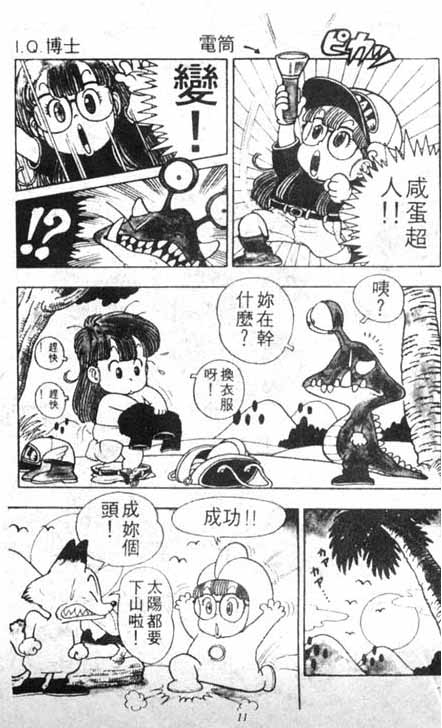 I.Q.博士
電筒
ピカッ
咸蛋超
人!!
變!
!?
咦?
妳在幹
什麼?
換衣服
呀!
趕快!
趕快!
カァ…
カァ…
成功!!
太陽都要
下山啦!
成妳個
頭!
11